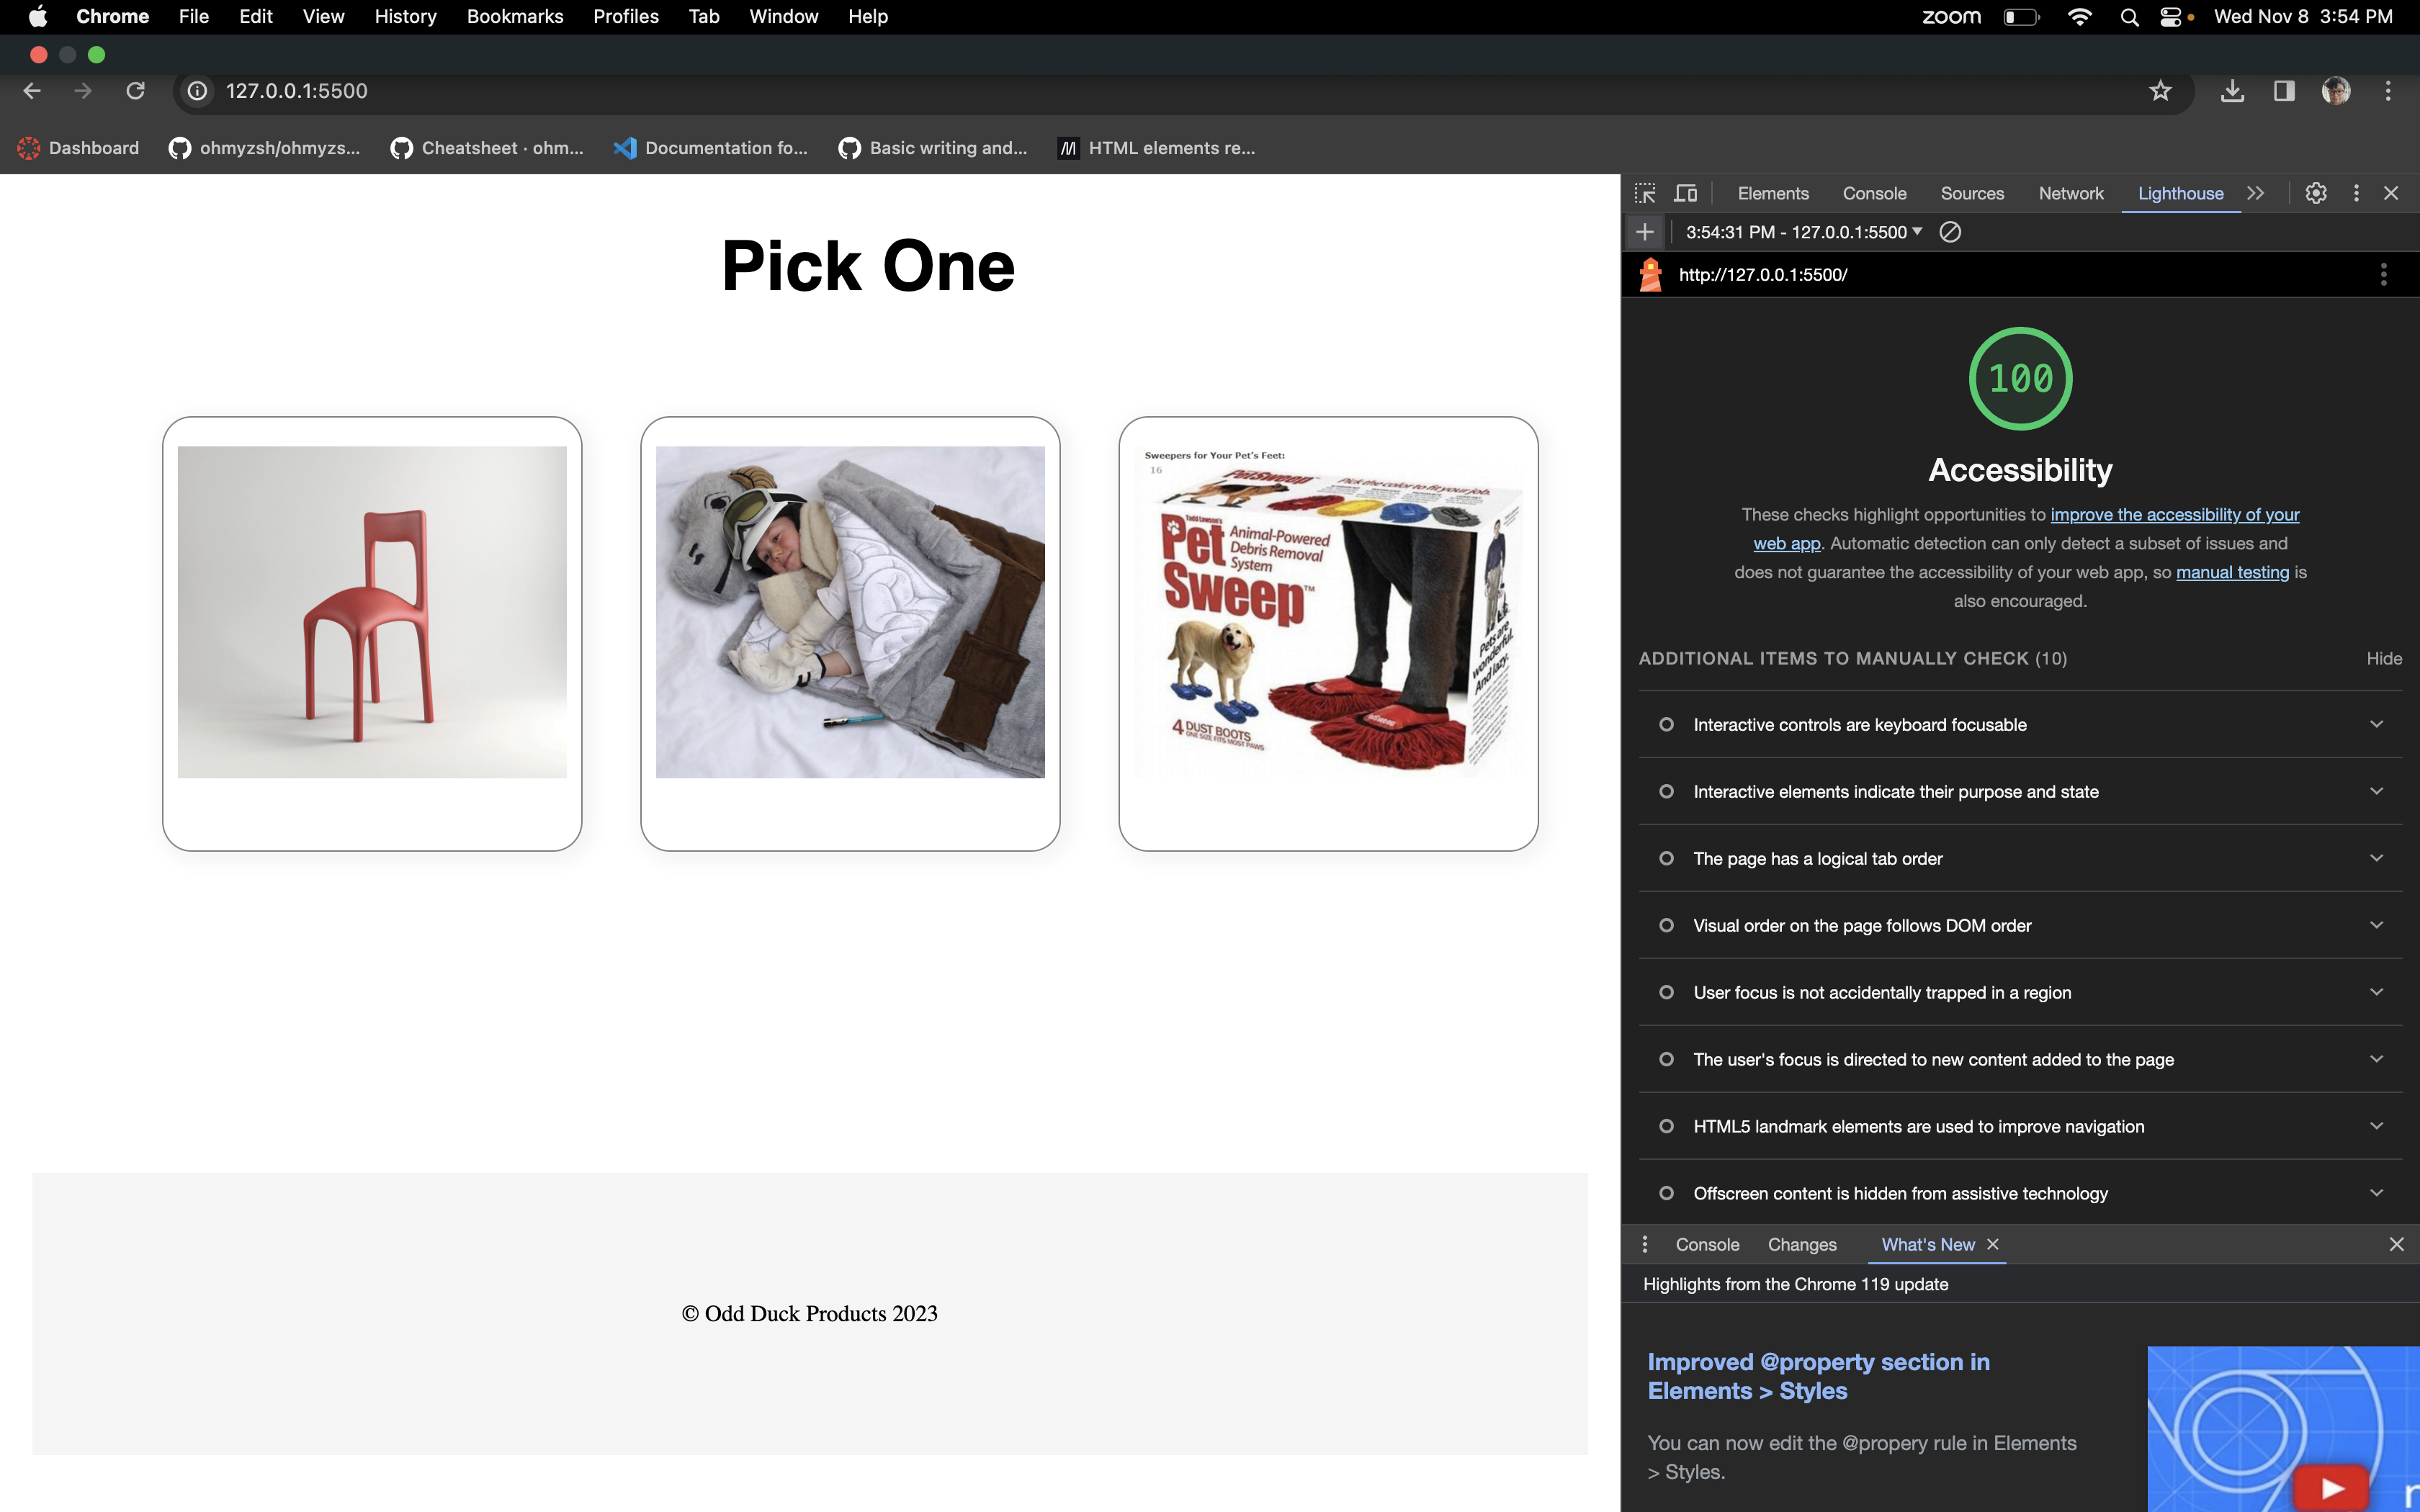 Chrome File Edit View History Bookmarks Profiles Tab Window Help zoom Wed Nov 8 3:54 PM
127.0.0.1:5500
Dashboard ohmyzsh/ohmyzs... Cheatsheet · ohm... Documentation fo... Basic writing and... HTML elements re...
Pick One
Sweepers for Your Pet's Feet:
16
PetSweep
Pick the color to fit your job.
Todd Lawson's
Pet Sweep™
Animal-Powered
Debris Removal
System
Pets are
wonderful.
And lazy.
4 DUST BOOTS
ONE SIZE FITS MOST PAWS
© Odd Duck Products 2023
Elements Console Sources Network Lighthouse
3:54:31 PM - 127.0.0.1:5500
http://127.0.0.1:5500/
100
Accessibility
These checks highlight opportunities to improve the accessibility of your
web app. Automatic detection can only detect a subset of issues and
does not guarantee the accessibility of your web app, so manual testing is
also encouraged.
ADDITIONAL ITEMS TO MANUALLY CHECK (10) Hide
Interactive controls are keyboard focusable
Interactive elements indicate their purpose and state
The page has a logical tab order
Visual order on the page follows DOM order
User focus is not accidentally trapped in a region
The user's focus is directed to new content added to the page
HTML5 landmark elements are used to improve navigation
Offscreen content is hidden from assistive technology
Console Changes What's New
Highlights from the Chrome 119 update
Improved @property section in
Elements > Styles
You can now edit the @propery rule in Elements
> Styles.